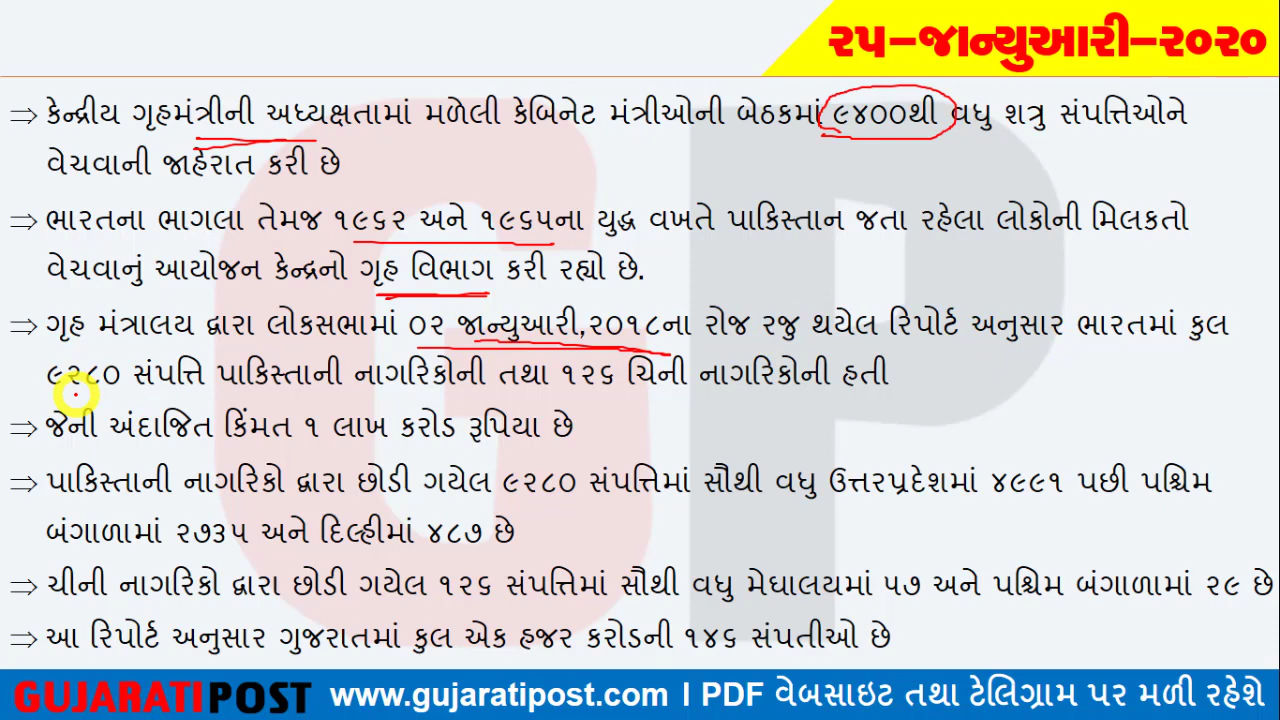 ૨૫-જાન્યુઆરી-૨૦૨૦
⇒ કેન્દ્રીય ગૃહમંત્રીની અધ્યક્ષતામાં મળેલી કેબિનેટ મંત્રીઓની બેઠકમાં ૯૪૦૦થી વધુ શત્રુ સંપત્તિઓને
વેચવાની જાહેરાત કરી છે
⇒ ભારતના ભાગલા તેમજ ૧૯૬૨ અને ૧૯૬૫ના યુદ્ધ વખતે પાકિસ્તાન જતા રહેલા લોકોની મિલકતો
વેચવાનું આયોજન કેન્દ્રનો ગૃહ વિભાગ કરી રહ્યો છે.
⇒ ગૃહ મંત્રાલય દ્વારા લોકસભામાં ૦૨ જાન્યુઆરી,૨૦૧૮ના રોજ રજુ થયેલ રિપોર્ટ અનુસાર ભારતમાં કુલ
૯૨૮૦ સંપત્તિ પાકિસ્તાની નાગરિકોની તથા ૧૨૬ ચિની નાગરિકોની હતી
⇒ જેની અંદાજિત કિંમત ૧ લાખ કરોડ રૂપિયા છે
⇒ પાકિસ્તાની નાગરિકો દ્વારા છોડી ગયેલ ૯૨૮૦ સંપત્તિમાં સૌથી વધુ ઉત્તરપ્રદેશમાં ૪૯૯૧ પછી પશ્ચિમ
બંગાળામાં ૨૭૩૫ અને દિલ્હીમાં ૪૮૭ છે
⇒ ચીની નાગરિકો દ્વારા છોડી ગયેલ ૧૨૬ સંપત્તિમાં સૌથી વધુ મેઘાલયમાં ૫૭ અને પશ્ચિમ બંગાળામાં ૨૯ છે
⇒ આ રિપોર્ટ અનુસાર ગુજરાતમાં કુલ એક હજાર કરોડની ૧૪૬ સંપતીઓ છે
GUJARATIPOST www.gujaratipost.com l PDF વેબસાઇટ તથા ટેલિગ્રામ પર મળી રહેશે